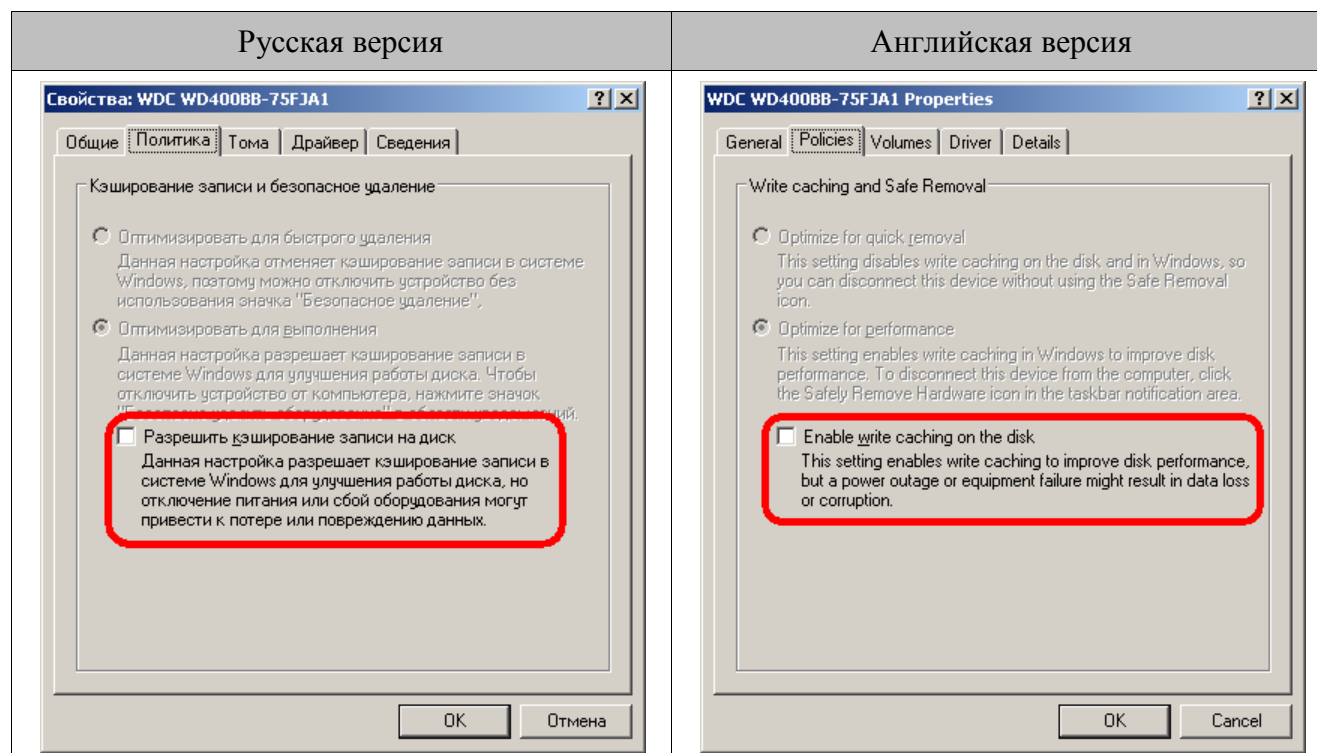 Русская версия
Английская версия
Свойства: WDC WD400BB-75FJA1
Общие Политика Тома Драйвер Сведения
Кэширование записи и безопасное удаление
Оптимизировать для быстрого удаления
Данная настройка отменяет кэширование записи в системе
Windows, поэтому можно отключить устройство без
использования значка "Безопасное удаление",
Оптимизировать для выполнения
Данная настройка разрешает кэширование записи в
системе Windows для улучшения работы диска. Чтобы
отключить устройство от компьютера, нажмите значок
Разрешить кэширование записи на диск
Данная настройка разрешает кэширование записи в
системе Windows для улучшения работы диска, но
отключение питания или сбой оборудования могут
привести к потере или повреждению данных.
OK Отмена
WDC WD400BB-75FJA1 Properties
General Policies Volumes Driver Details
Write caching and Safe Removal
Optimize for quick removal
This setting disables write caching on the disk and in Windows, so
you can disconnect this device without using the Safe Removal
icon.
Optimize for performance
This setting enables write caching in Windows to improve disk
performance. To disconnect this device from the computer, click
the Safely Remove Hardware icon in the taskbar notification area.
Enable write caching on the disk
This setting enables write caching to improve disk performance,
but a power outage or equipment failure might result in data loss
or corruption.
OK Cancel